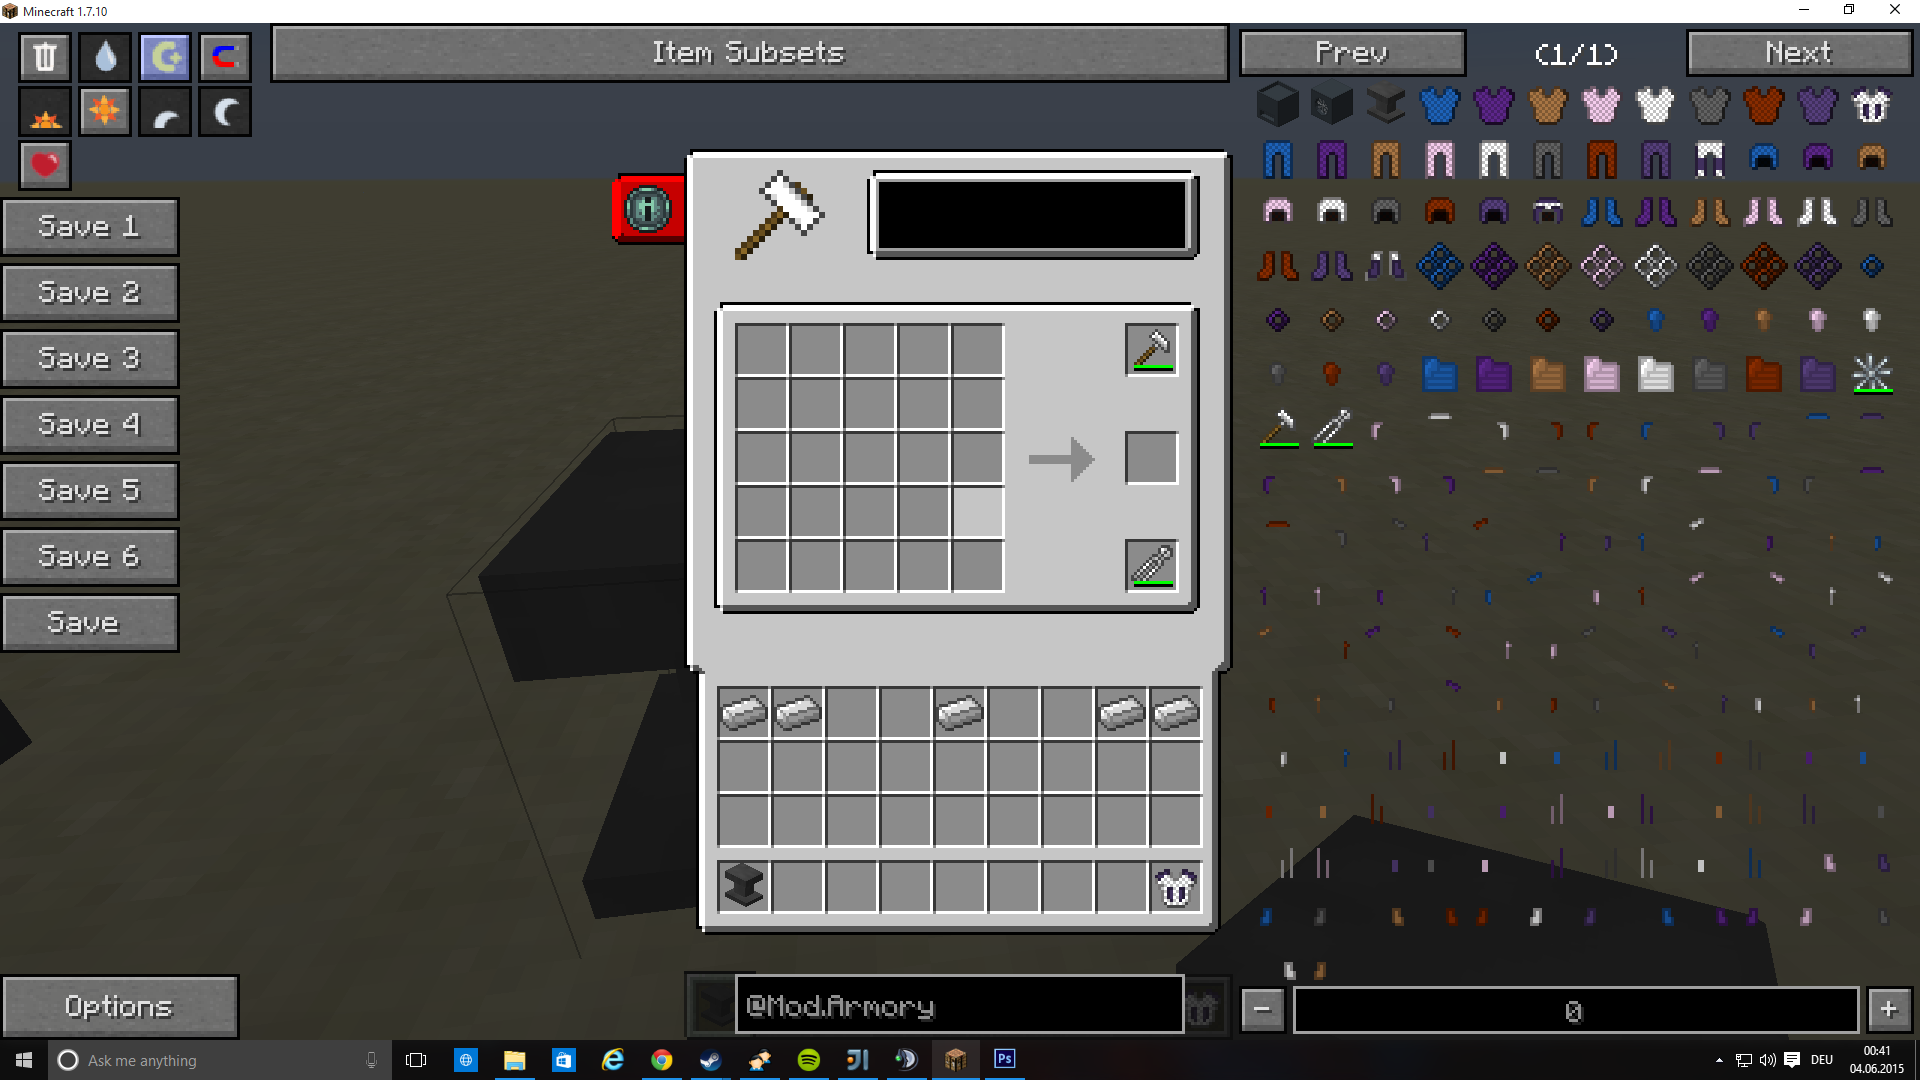 Minecraft 1.7.10
Item Subsets
Prev
(1/1)
Next
Save 1
Save 2
Save 3
Save 4
Save 5
Save 6
Save
Options
@Mod.Armory
0
Ask me anything
Ps
DEU
00:41
04.06.2015